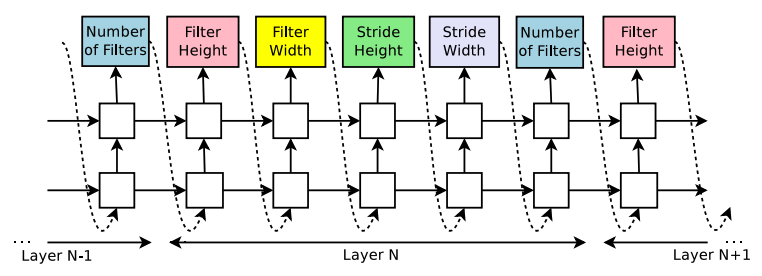 Number
of Filters
Filter
Height
Filter
Width
Stride
Height
Stride
Width
Number
of Filters
Filter
Height
...
Layer N-1
Layer N
Layer N+1
...